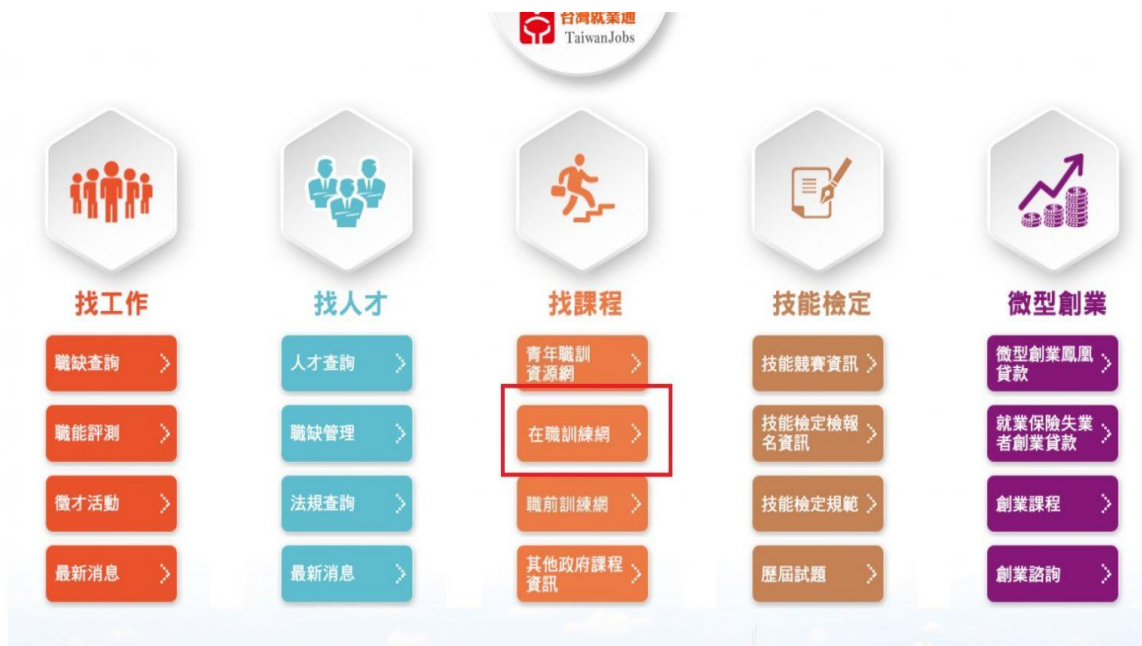 台灣就業通
TaiwanJobs
找工作
職缺查詢
職能評測
徵才活動
最新消息
找人才
人才查詢
職缺管理
法規查詢
最新消息
找課程
青年職訓
資源網
在職訓練網
職前訓練網
其他政府課程
資訊
技能檢定
技能競賽資訊
技能檢定檢報
名資訊
技能檢定規範
歷屆試題
微型創業
微型創業鳳凰
貸款
就業保險失業
者創業貸款
創業課程
創業諮詢